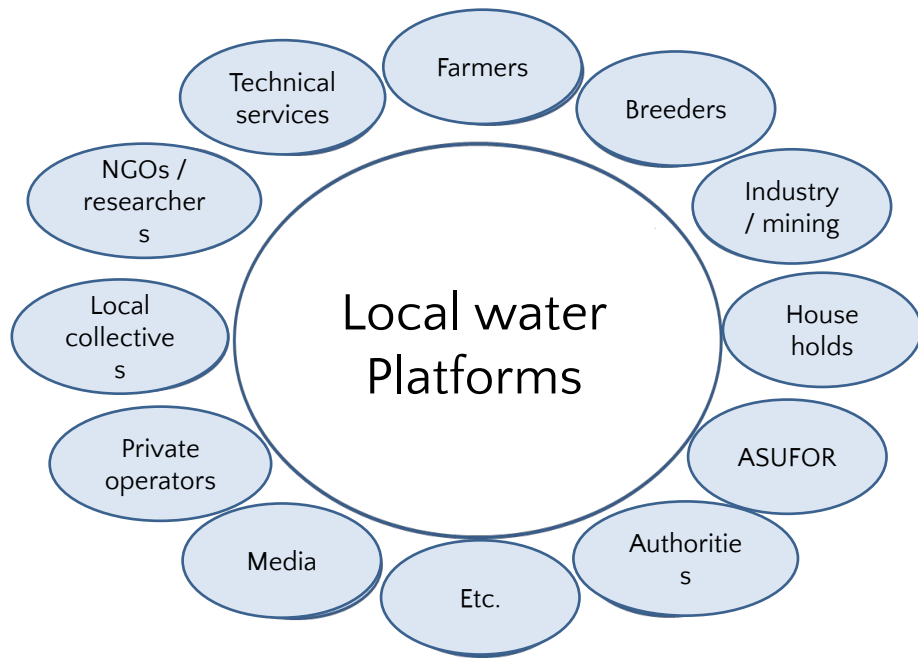 Farmers
Breeders
Industry
/ mining
House
holds
ASUFOR
Authoritie
s
Etc.
Media
Private
operators
Local
collective
s
NGOs /
researcher
s
Technical
services
Local water
Platforms